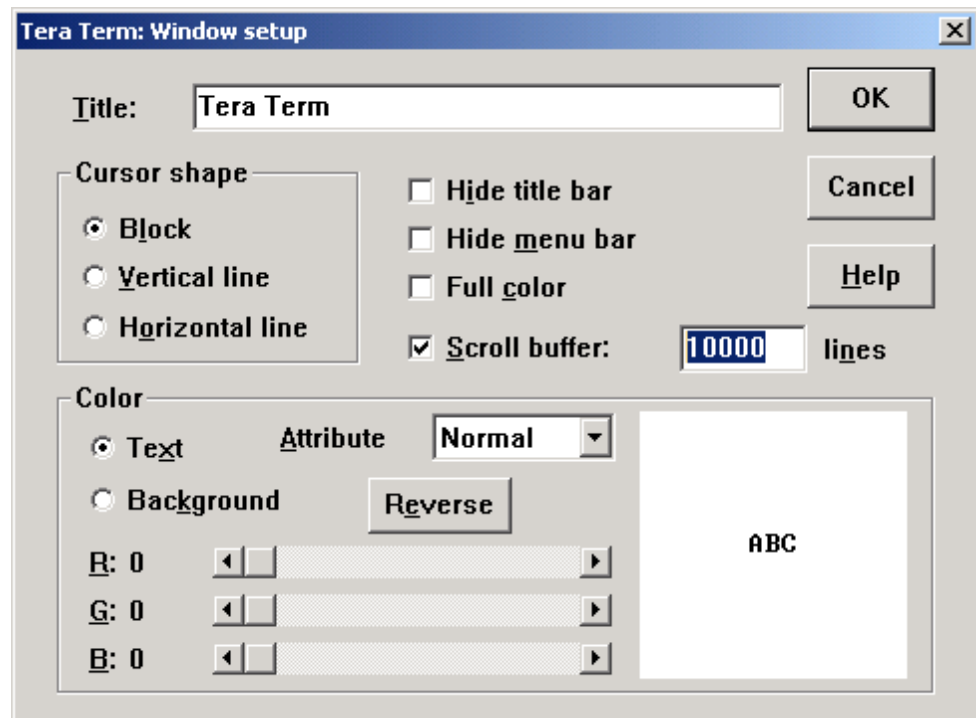 Tera Term: Window setup
Title: Tera Term OK
Cursor shape
Block
Vertical line
Horizontal line
Hide title bar
Hide menu bar
Full color
Scroll buffer: 10000 lines
Cancel
Help
Color
Text Attribute Normal
Background Reverse
R: 0
G: 0
B: 0
ABC